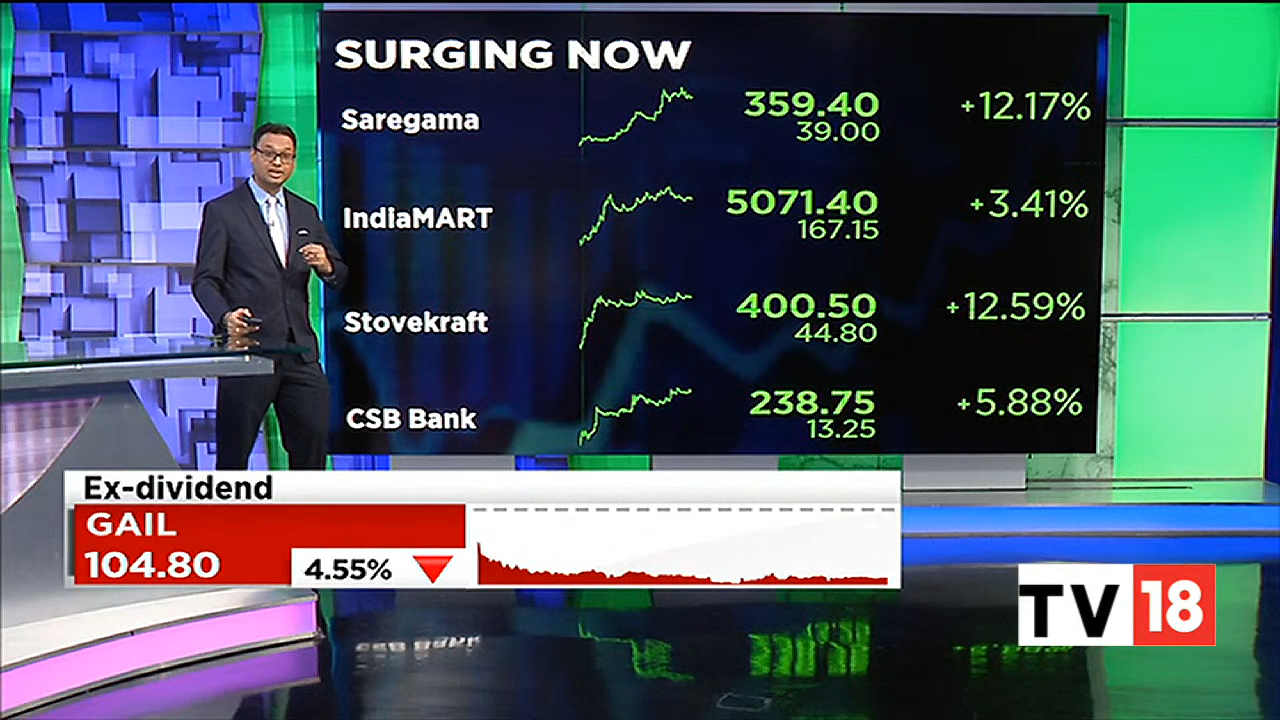 SURGING NOW
Saregama 359.40 +12.17%
39.00
IndiaMART 5071.40 +3.41%
167.15
Stovekraft 400.50 +12.59%
44.80
CSB Bank 238.75 +5.88%
13.25
Ex-dividend
GAIL
104.80 4.55%
TV18